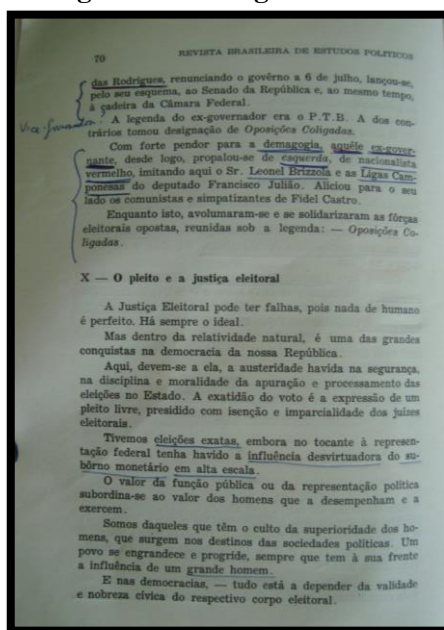 70 REVISTA BRASILEIRA DE ESTUDOS POLITICOS
das Rodrigues, renunciando o govêrno a 6 de julho, lançou-se,
pelo seu esquema, ao Senado da República e, ao mesmo tempo,
à cadeira da Câmara Federal.
A legenda do ex-governador era o P.T.B. A dos con-
trários tomou designação de Oposições Coligadas.
Com forte pendor para a demagogia, aquêle ex-gover-
nante, desde logo, propalou-se de esquerda, de nacionalista
vermelho, imitando aqui o Sr. Leonel Brizzola e as Ligas Cam-
ponesas do deputado Francisco Julião. Aliciou para o seu
lado os comunistas e simpatizantes de Fidel Castro.
Enquanto isto, avolumaram-se e se solidarizaram as fôrças
eleitorais opostas, reunidas sob a legenda: — Oposições Co-
ligadas.
X — O pleito e a justiça eleitoral
A Justiça Eleitoral pode ter falhas, pois nada de humano
é perfeito. Há sempre o ideal.
Mas dentro da relatividade natural, é uma das grandes
conquistas na democracia da nossa República.
Aqui, devem-se a ela, a austeridade havida na segurança,
na disciplina e moralidade da apuração e processamento das
eleições no Estado. A exatidão do voto é a expressão de um
pleito livre, presidido com isenção e imparcialidade dos juízes
eleitorais.
Tivemos eleições exatas, embora no tocante à represen-
tação federal tenha havido a influência desvirtuadora do su-
bôrno monetário em alta escala.
O valor da função pública ou da representação política
subordina-se ao valor dos homens que a desempenham e a
exercem.
Somos daqueles que têm o culto da superioridade dos ho-
mens, que surgem nos destinos das sociedades políticas. Um
povo se engrandece e progride, sempre que tem à sua frente
a influência de um grande homem.
E nas democracias, — tudo está a depender da validade
e nobreza cívica do respectivo corpo eleitoral.